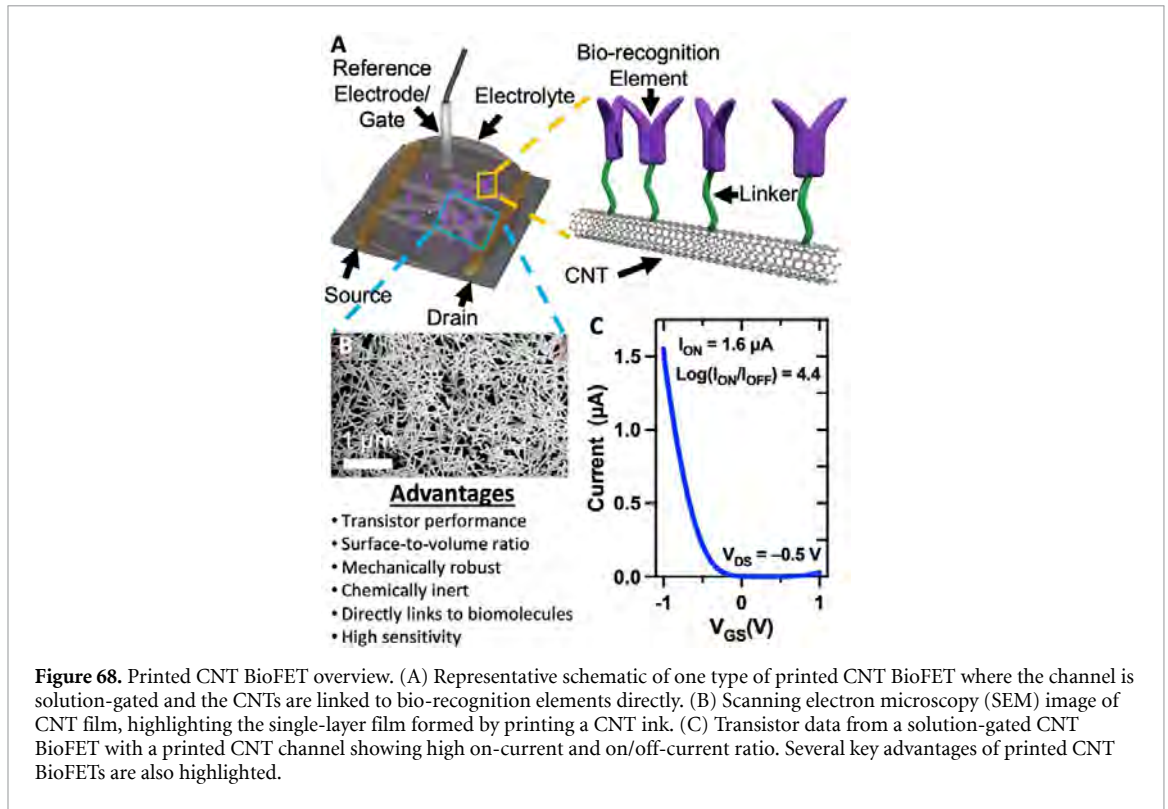 A
Reference
Electrode/
Gate
Electrolyte
Bio-recognition
Element
Linker
CNT
Source
Drain
B
1 μm
Advantages
• Transistor performance
• Surface-to-volume ratio
• Mechanically robust
• Chemically inert
• Directly links to biomolecules
• High sensitivity
C
I_ON = 1.6 μA
Log(I_ON/I_OFF) = 4.4
V_DS = −0.5 V
Current (μA)
1.5
1.0
0.5
0.0
-1 0 1
V_GS(V)
Figure 68. Printed CNT BioFET overview. (A) Representative schematic of one type of printed CNT BioFET where the channel is
solution-gated and the CNTs are linked to bio-recognition elements directly. (B) Scanning electron microscopy (SEM) image of
CNT film, highlighting the single-layer film formed by printing a CNT ink. (C) Transistor data from a solution-gated CNT
BioFET with a printed CNT channel showing high on-current and on/off-current ratio. Several key advantages of printed CNT
BioFETs are also highlighted.